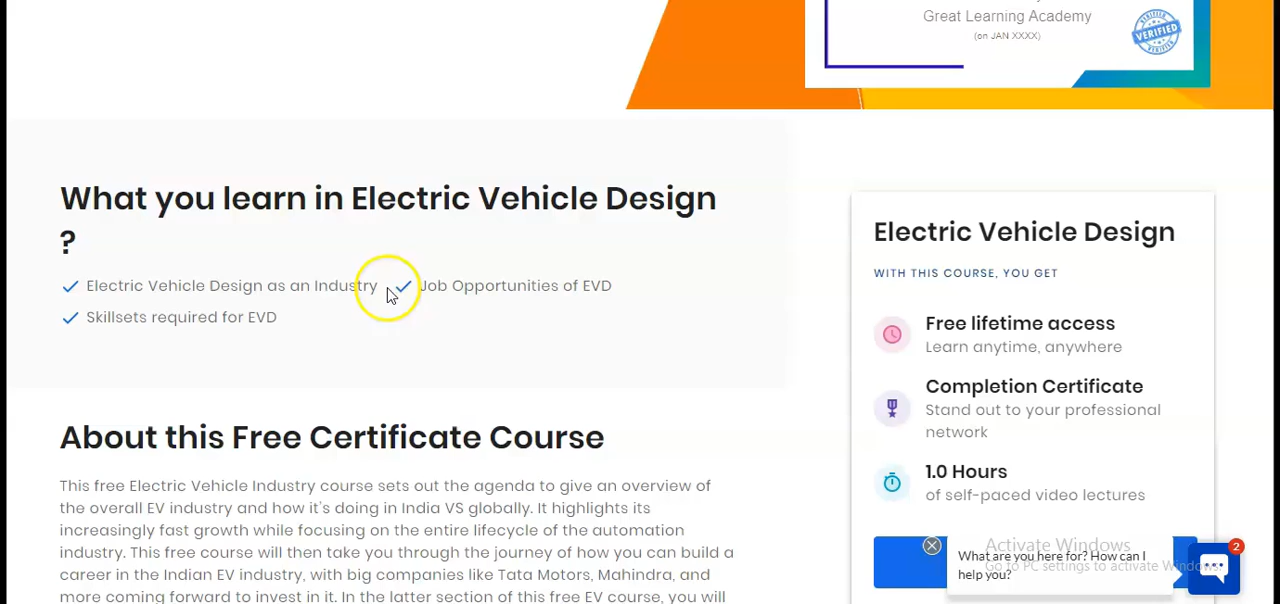 Great Learning Academy
(on JAN XXXX)
VERIFIED
What you learn in Electric Vehicle Design
?
Electric Vehicle Design as an Industry
Job Opportunities of EVD
Skillsets required for EVD
About this Free Certificate Course
This free Electric Vehicle Industry course sets out the agenda to give an overview of
the overall EV industry and how it's doing in India VS globally. It highlights its
increasingly fast growth while focusing on the entire lifecycle of the automation
industry. This free course will then take you through the journey of how you can build a
career in the Indian EV industry, with big companies like Tata Motors, Mahindra, and
more coming forward to invest in it. In the latter section of this free EV course, you will
Electric Vehicle Design
WITH THIS COURSE, YOU GET
Free lifetime access
Learn anytime, anywhere
Completion Certificate
Stand out to your professional
network
1.0 Hours
of self-paced video lectures
Activate Windows
Go to PC settings to activate Windows.
What are you here for? How can I
help you?
2